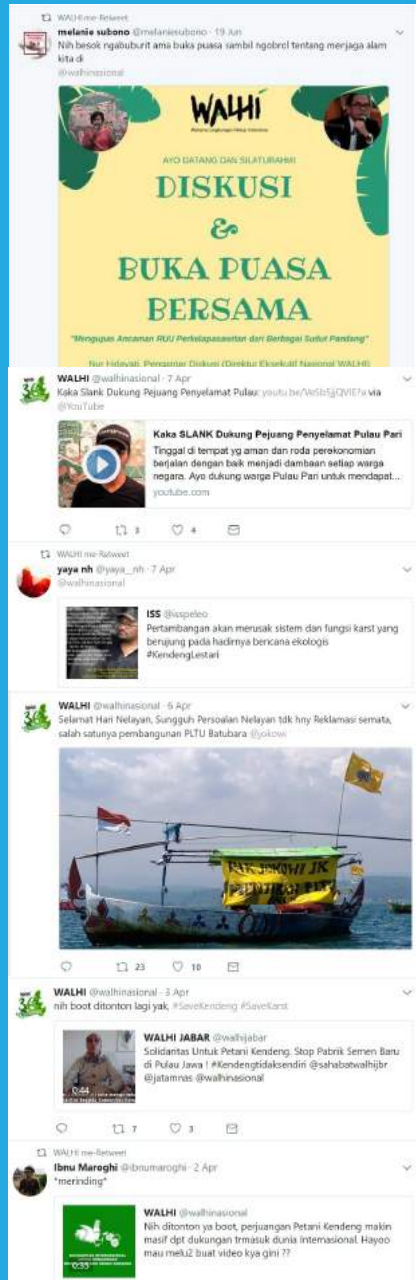 WALHI me-Retweet
melanie subono @melaniesubono · 19 Jun
Nih besok ngabuburit ama buka puasa sambil ngobrol tentang menjaga alam
kita di
@walhinasional
WALHI
Wahana Lingkungan Hidup Indonesia
AYO DATANG DAN SILATURAHMI
DISKUSI
&
BUKA PUASA
BERSAMA
"Mengupas Ancaman RUU Perkelapasawitan dari Berbagai Sudut Pandang"
Nur Hidayati, Pengantar Diskusi (Direktur Eksekutif Nasional WALHI)
WALHI @walhinasional · 7 Apr
Kaka Slank Dukung Pejuang Penyelamat Pulau: via
@YouTube
Kaka SLANK Dukung Pejuang Penyelamat Pulau Pari
Tinggal di tempat yg aman dan roda perekonomian
berjalan dengan baik menjadi dambaan setiap warga
negara. Ayo dukung warga Pulau Pari untuk mendapat...
youtube.com
3 4
WALHI me-Retweet
yaya nh @yaya_nh · 7 Apr
@walhinasional
ISS @isspeleo
Pertambangan akan merusak sistem dan fungsi karst yang
berujung pada hadirnya bencana ekologis
#KendengLestari
WALHI @walhinasional · 6 Apr
Selamat Hari Nelayan, Sungguh Persoalan Nelayan tdk hny Reklamasi semata,
salah satunya pembangunan PLTU Batubara @jokowi
PAK JOKOWI JK
23 10
WALHI @walhinasional · 3 Apr
nih boot ditonton lagi yak, #SaveKendeng #SaveKarst
WALHI JABAR @walhijabar
Solidaritas Untuk Petani Kendeng. Stop Pabrik Semen Baru
di Pulau Jawa ! #Kendengtidaksendiri @sahabatwalhijbr
@jatamnas @walhinasional
0:44
7 3
WALHI me-Retweet
Ibnu Maroghi @ibnumaroghi · 2 Apr
*merinding*
WALHI @walhinasional
Nih ditonton ya boot, perjuangan Petani Kendeng makin
masif dpt dukungan trmasuk dunia Internasional. Hayoo
mau melu2 buat video kya gini ??
0:35